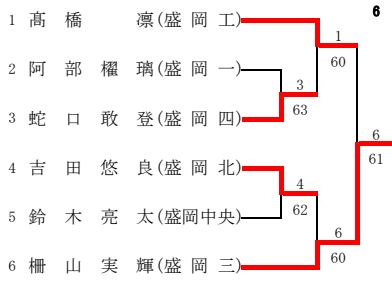 6
1 髙橋 凛(盛岡工)
1
60
2 阿部櫂璃(盛岡一)
3
63
3 蛇口敢登(盛岡四)
6
61
4 吉田悠良(盛岡北)
4
62
5 鈴木亮太(盛岡中央)
6
60
6 柵山実輝(盛岡三)